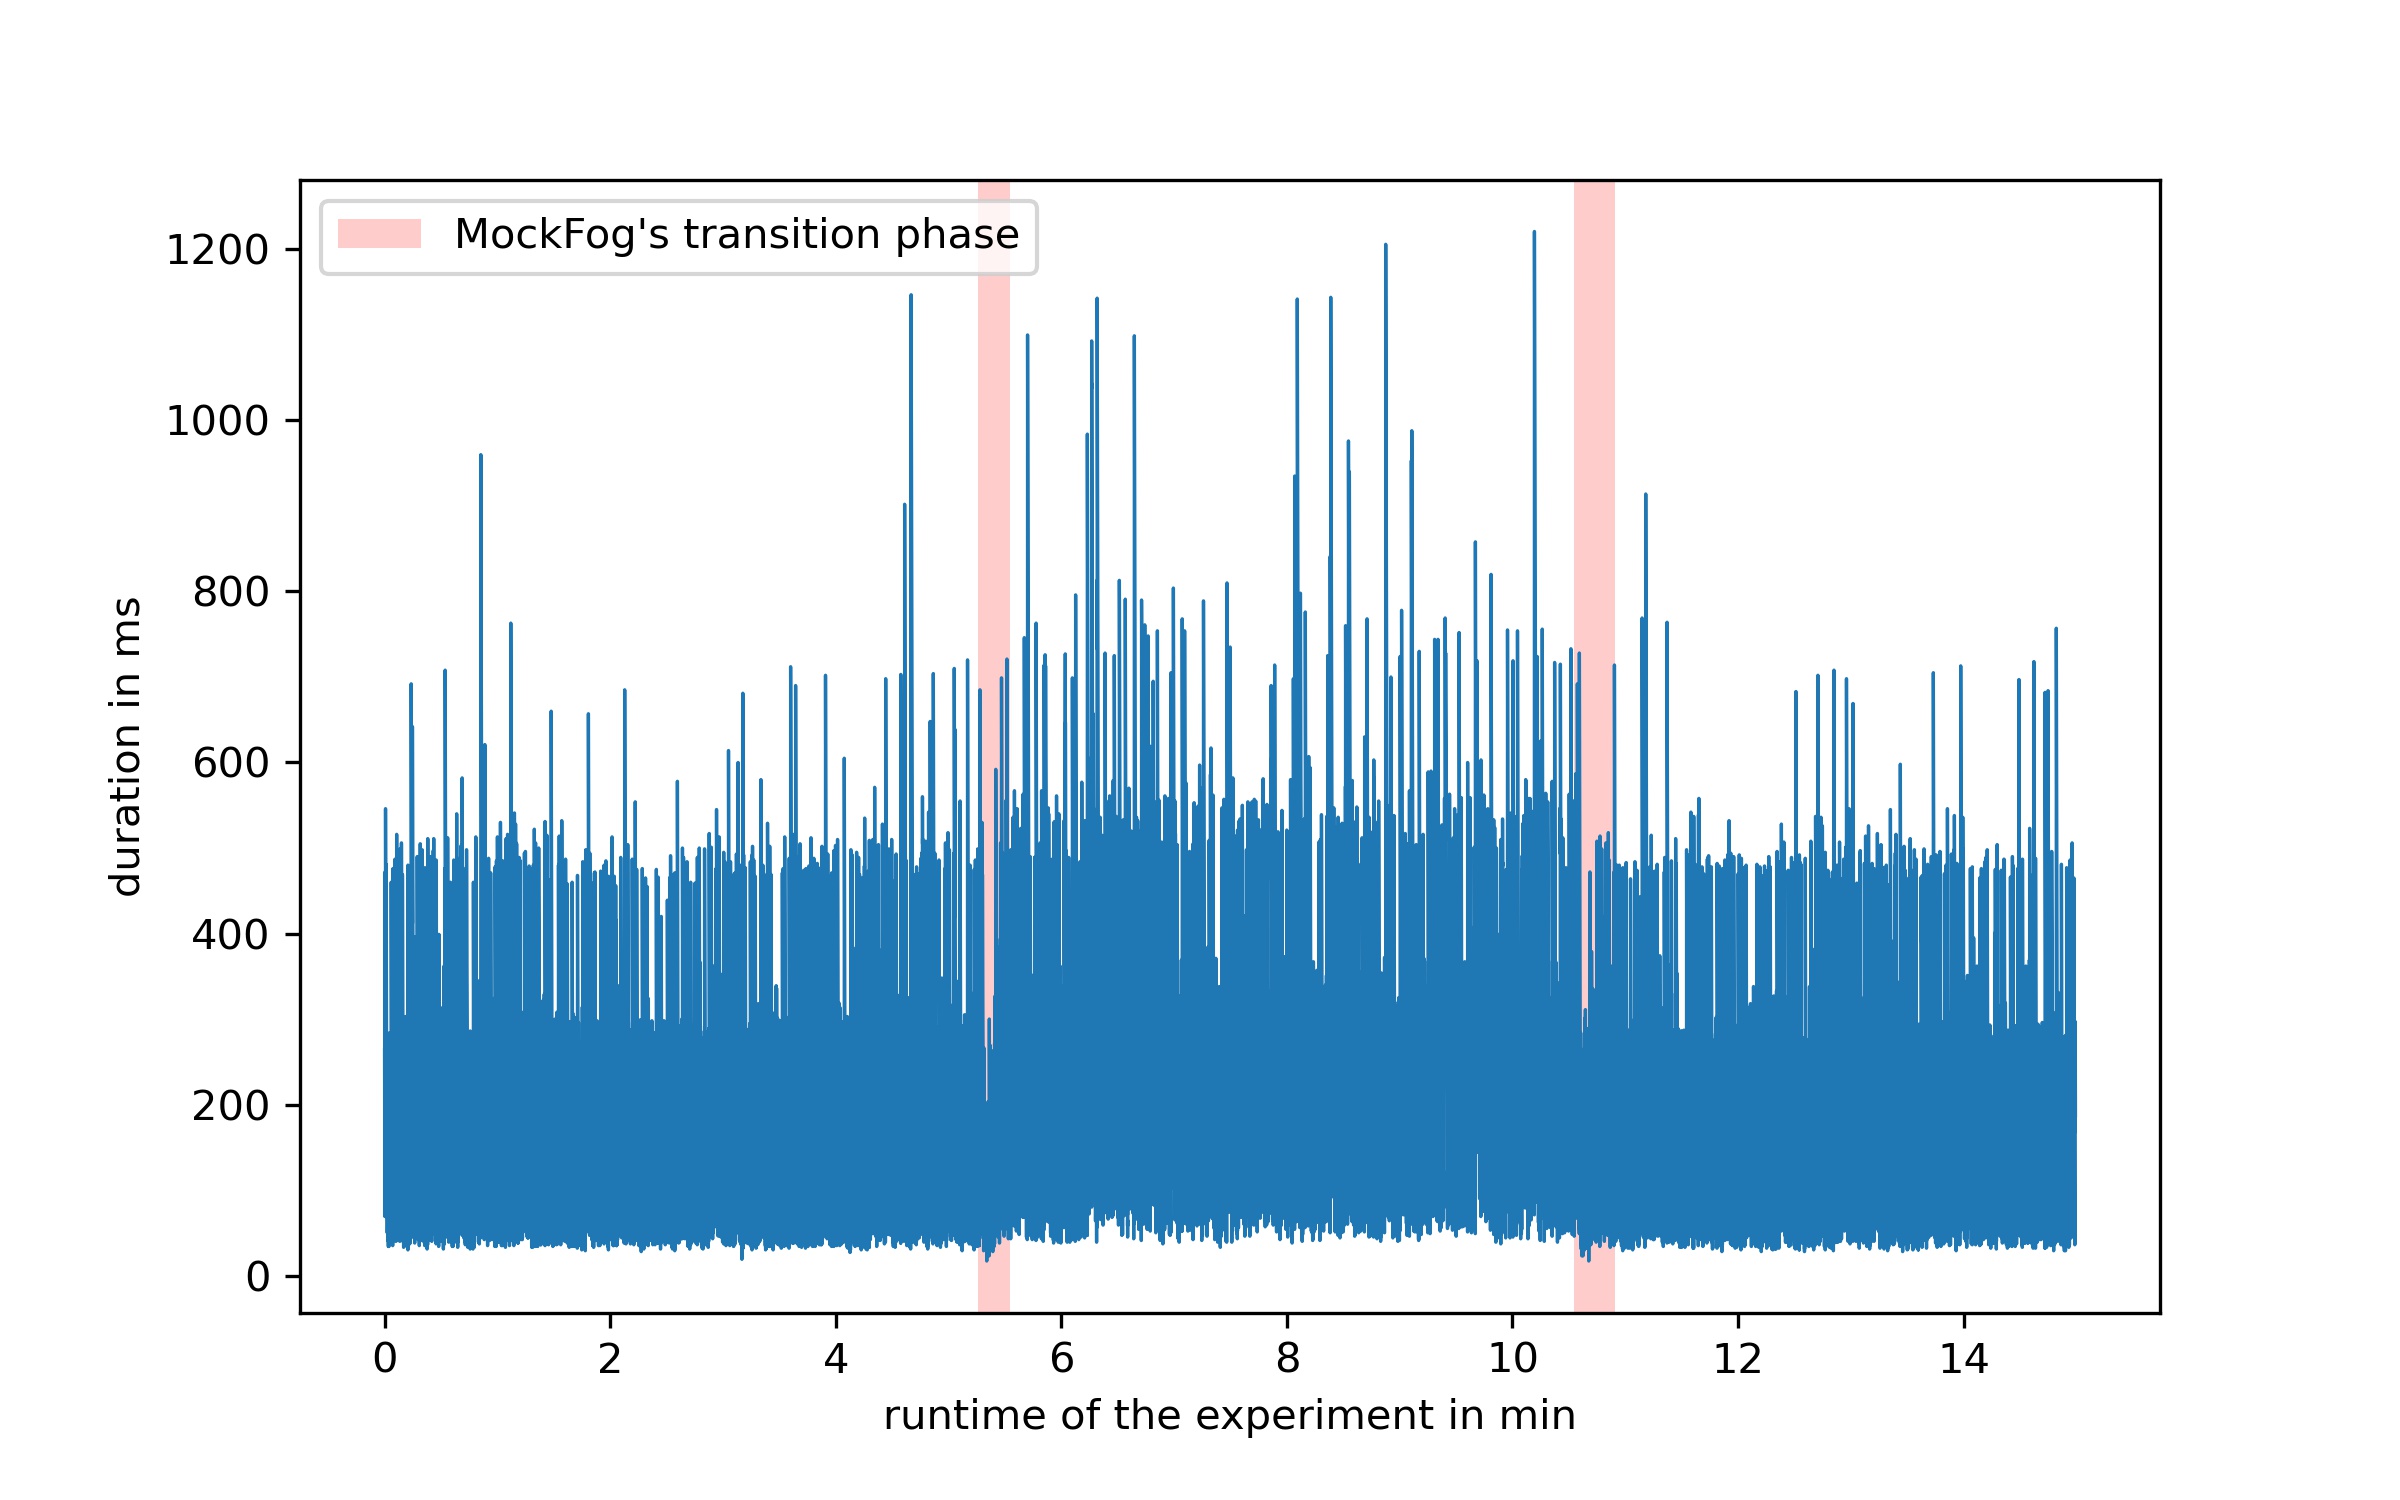 MockFog's transition phase
1200
1000
800
600
400
200
0
duration in ms
0 2 4 6 8 10 12 14
runtime of the experiment in min